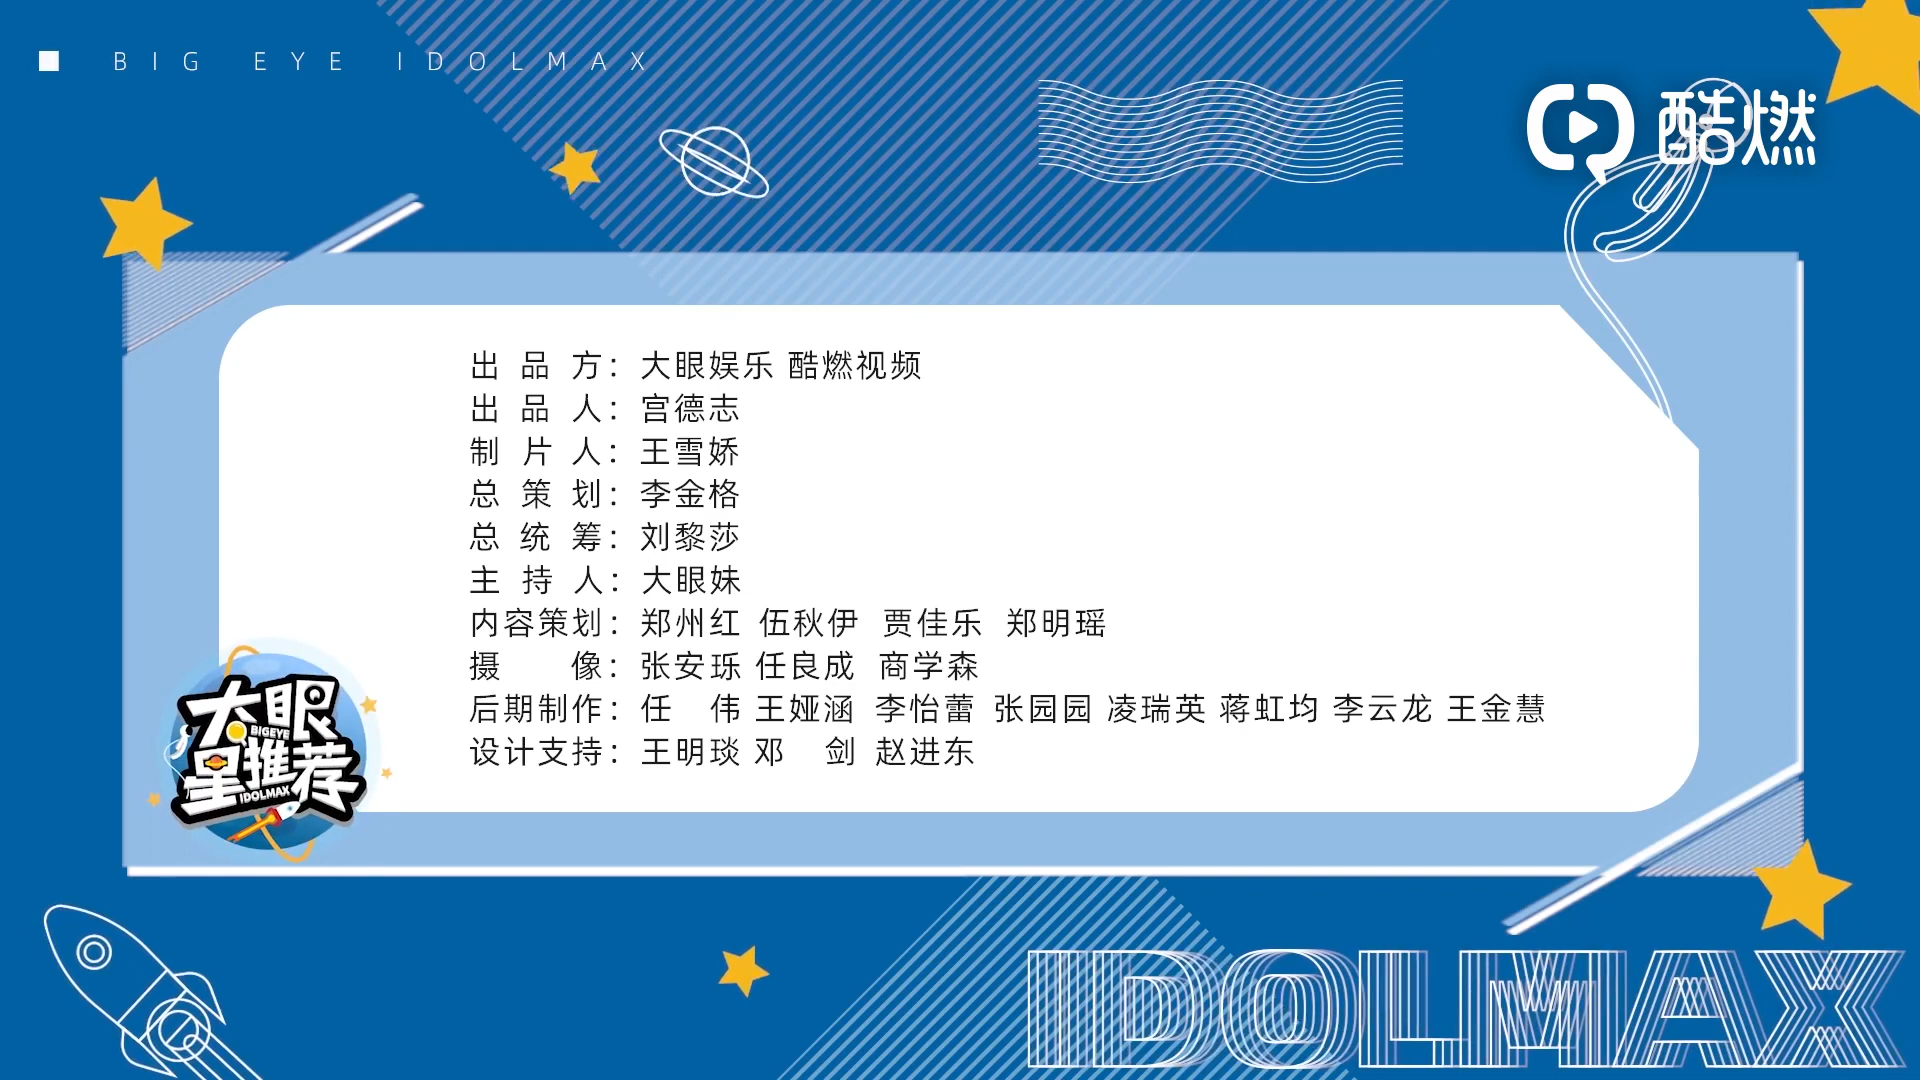 BIG EYE IDOLMAX
酷燃
出品方：大眼娱乐 酷燃视频
出品人：宫德志
制片人：王雪娇
总策划：李金格
总统筹：刘黎莎
主持人：大眼妹
内容策划：郑州红 伍秋伊 贾佳乐 郑明瑶
摄像：张安琢 任良成 商学森
后期制作：任伟 王娅涵 李怡蕾 张园园 凌瑞英 蒋虹均 李云龙 王金慧
设计支持：王明琰 邓剑 赵进东
大眼
BIGEYE
星推荐
IDOLMAX
IDOLMAX